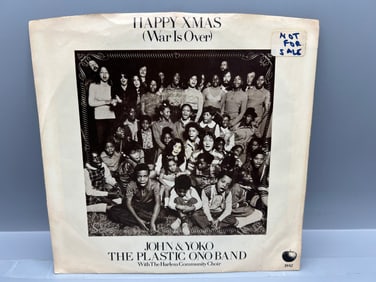 HAPPY XMAS
(War Is Over)
NOT
FOR
SALE
JOHN & YOKO
THE PLASTIC ONO BAND
With The Harlem Community Choir